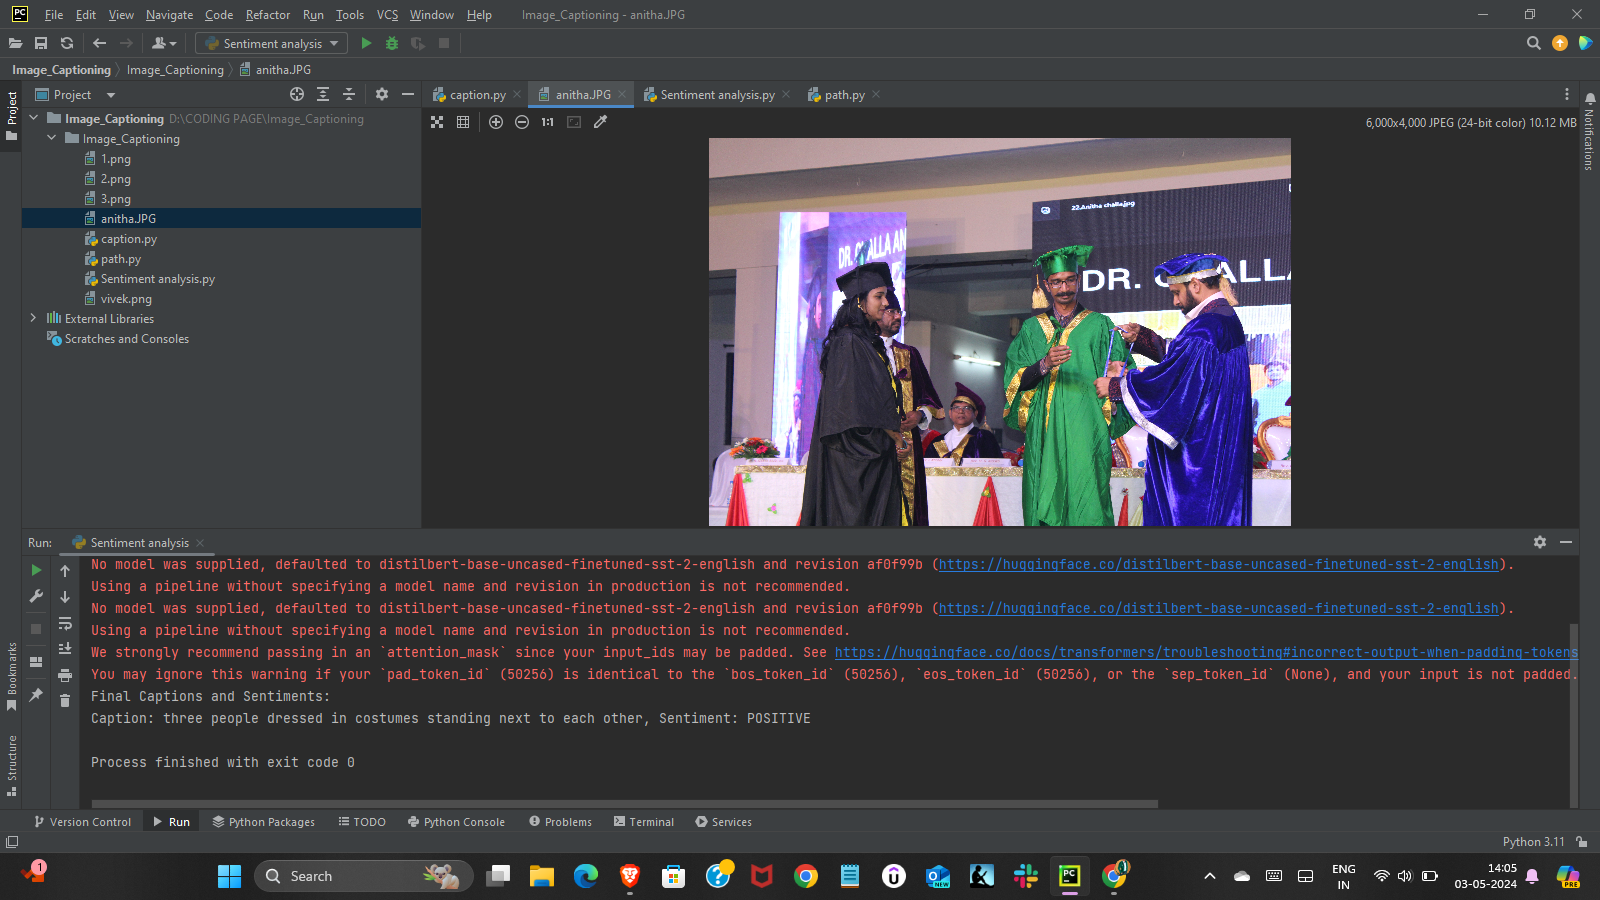 PC File Edit View Navigate Code Refactor Run Tools VCS Window Help Image_Captioning - anitha.JPG
Sentiment analysis
Image_Captioning Image_Captioning anitha.JPG
Project
Project
caption.py anitha.JPG Sentiment analysis.py path.py
1:1
6,000x4,000 JPEG (24-bit color) 10.12 MB
Notifications
Image_Captioning D:\CODING PAGE\Image_Captioning
Image_Captioning
1.png
2.png
3.png
anitha.JPG
caption.py
path.py
Sentiment analysis.py
vivek.png
External Libraries
Scratches and Consoles
22.Anitha challa.jpg
DR. CHALLA AN
DR. C ALLA
Run: Sentiment analysis
No model was supplied, defaulted to distilbert-base-uncased-finetuned-sst-2-english and revision af0f99b (https://huggingface.co/distilbert-base-uncased-finetuned-sst-2-english).
Using a pipeline without specifying a model name and revision in production is not recommended.
No model was supplied, defaulted to distilbert-base-uncased-finetuned-sst-2-english and revision af0f99b (https://huggingface.co/distilbert-base-uncased-finetuned-sst-2-english).
Using a pipeline without specifying a model name and revision in production is not recommended.
We strongly recommend passing in an `attention_mask` since your input_ids may be padded. See https://huggingface.co/docs/transformers/troubleshooting#incorrect-output-when-padding-tokens
You may ignore this warning if your `pad_token_id` (50256) is identical to the `bos_token_id` (50256), `eos_token_id` (50256), or the `sep_token_id` (None), and your input is not padded.
Final Captions and Sentiments:
Caption: three people dressed in costumes standing next to each other, Sentiment: POSITIVE
Process finished with exit code 0
Bookmarks
Structure
Version Control Run Python Packages TODO Python Console Problems Terminal Services
Python 3.11
1
Search
PC
ENG
IN
14:05
03-05-2024
NEW
PRE